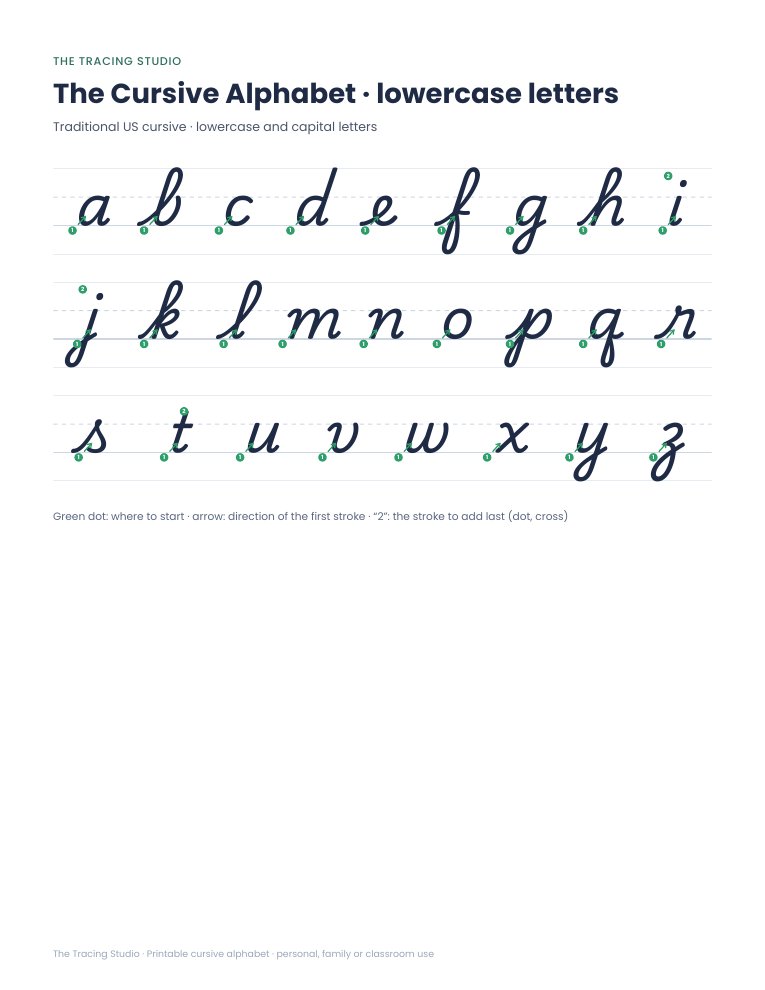 THE TRACING STUDIO
The Cursive Alphabet · lowercase letters
Traditional US cursive · lowercase and capital letters
a b c d e f g h i
j k l m n o p q r
s t u v w x y z
Green dot: where to start · arrow: direction of the first stroke · “2”: the stroke to add last (dot, cross)
The Tracing Studio · Printable cursive alphabet · personal, family or classroom use